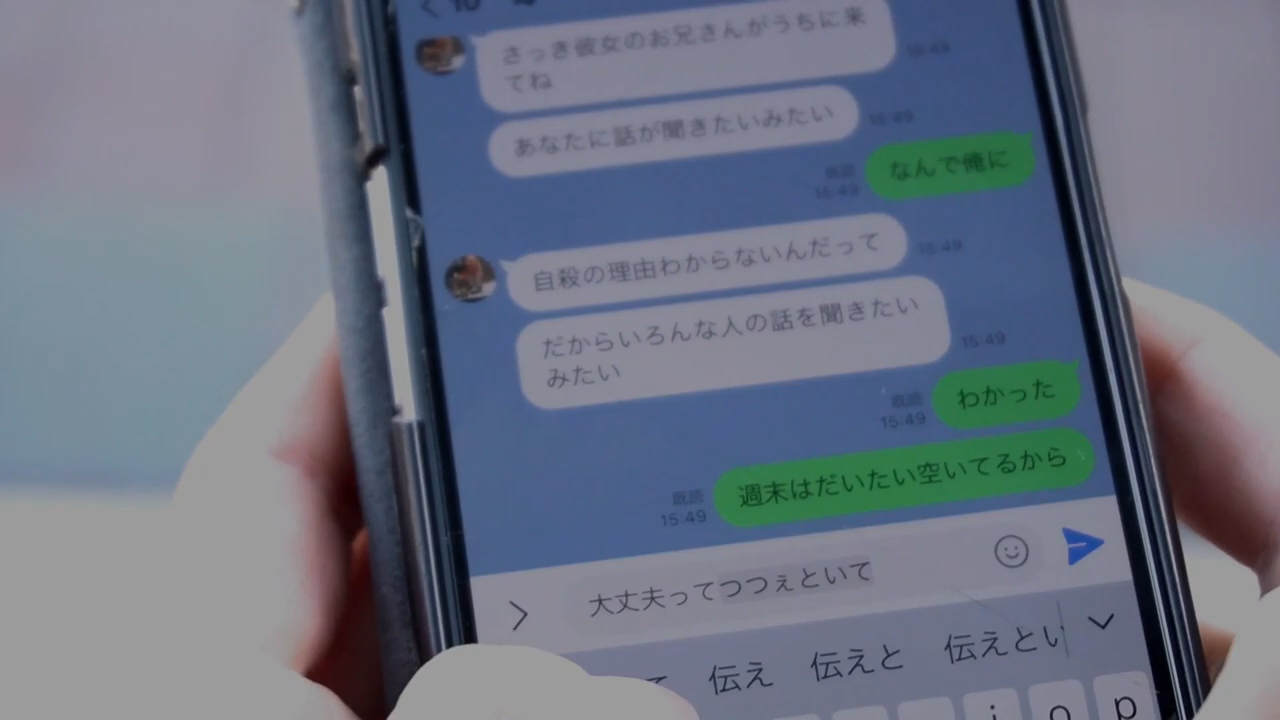 さっき彼女のお兄さんがうちに来
てね
15:49
あなたに話が聞きたいみたい
15:49
なんで俺に
既読
15:49
自殺の理由わからないんだって
15:49
だからいろんな人の話を聞きたい
みたい
15:49
わかった
既読
15:49
週末はだいたい空いてるから
既読
15:49
大丈夫ってつつぇといて
て 伝え 伝えと 伝えとい
i o p